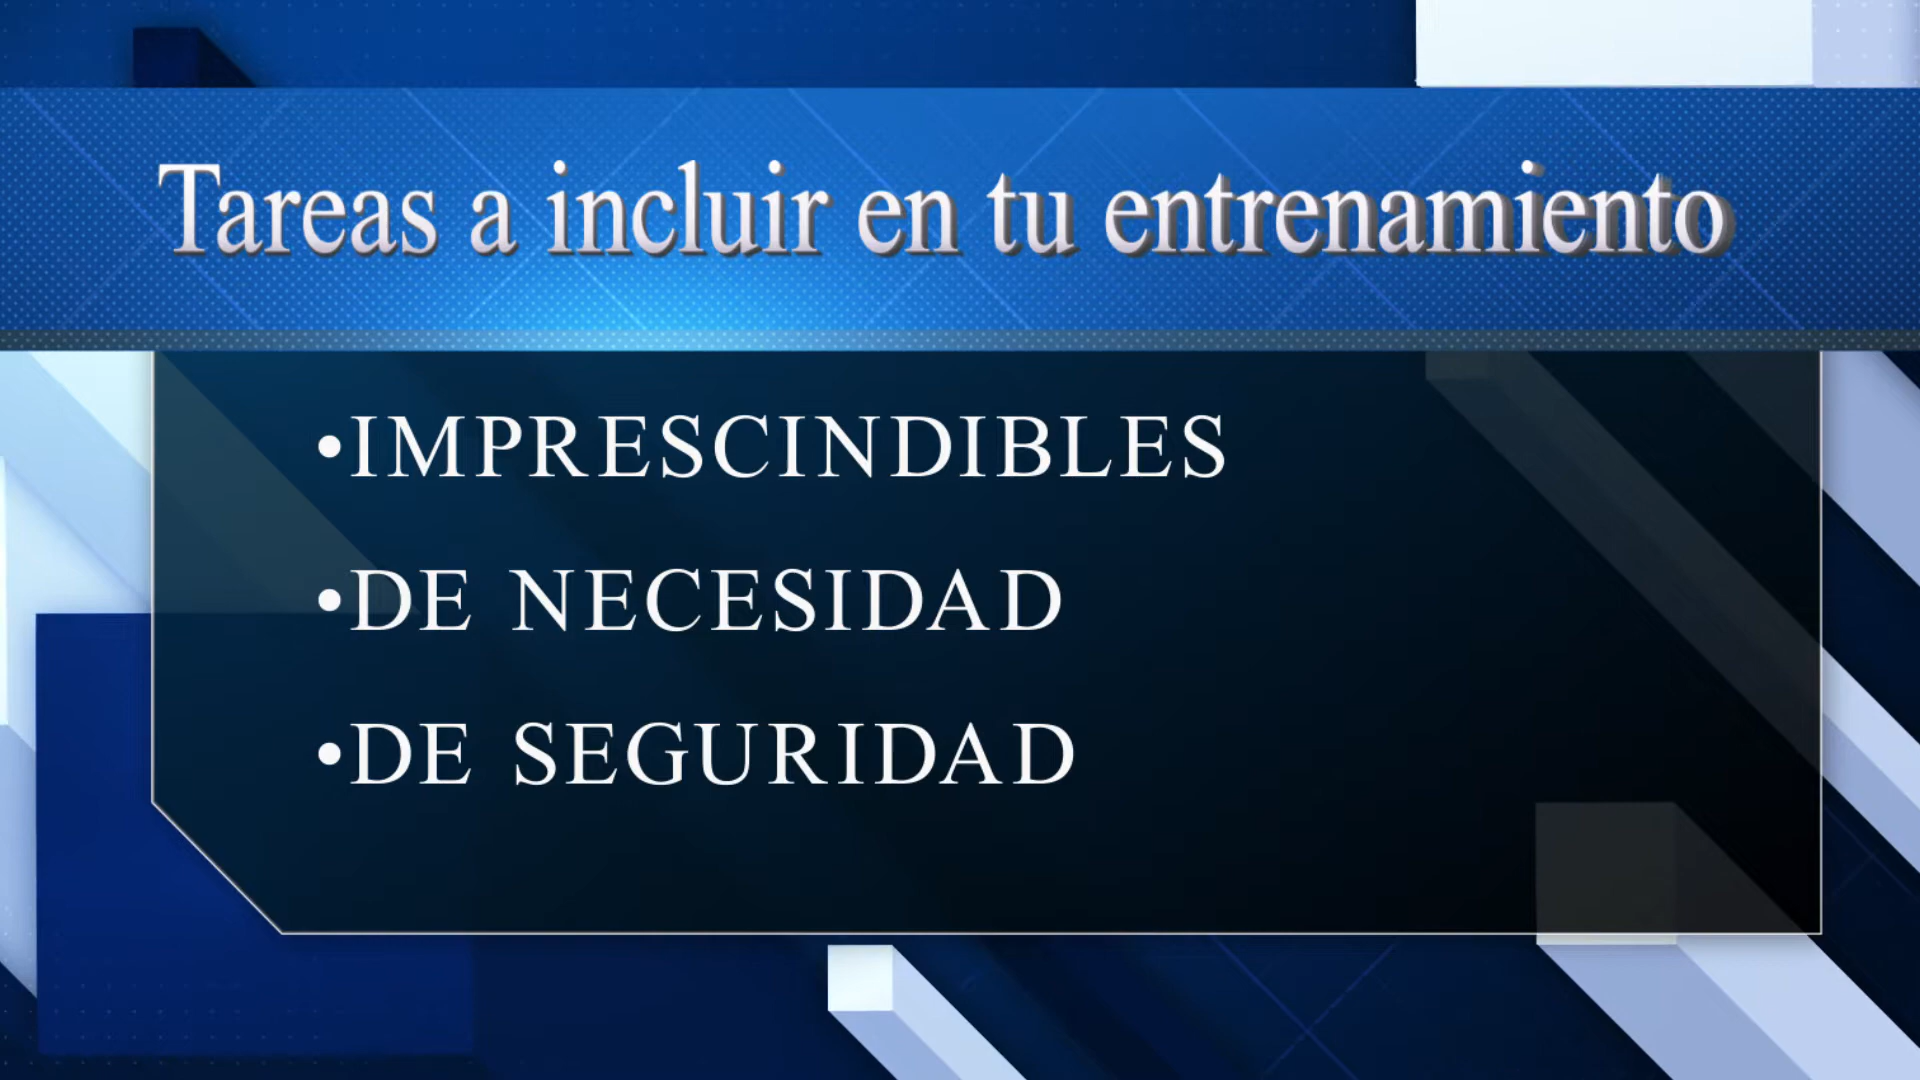 Tareas a incluir en tu entrenamiento
•IMPRESCINDIBLES
•DE NECESIDAD
•DE SEGURIDAD